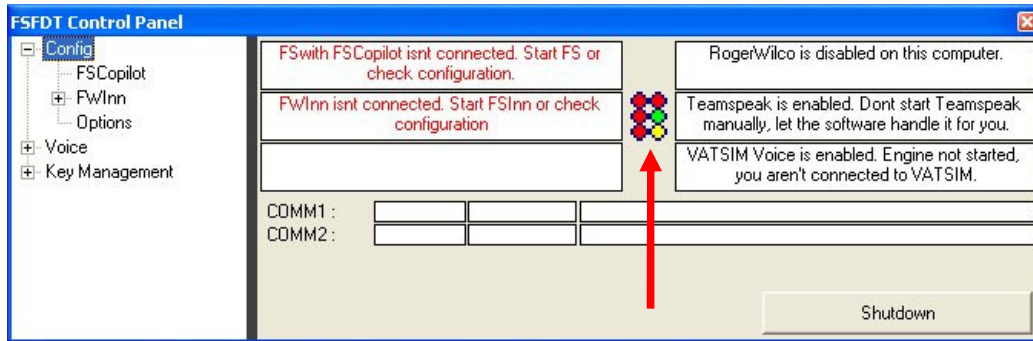 FSFDT Control Panel
Config
FSCopilot
FWInn
Options
Voice
Key Management
FSwith FSCopilot isnt connected. Start FS or
check configuration.
RogerWilco is disabled on this computer.
FWInn isnt connected. Start FSInn or check
configuration
Teamspeak is enabled. Dont start Teamspeak
manually, let the software handle it for you.
VATSIM Voice is enabled. Engine not started,
you aren't connected to VATSIM.
COMM1 :
COMM2 :
Shutdown